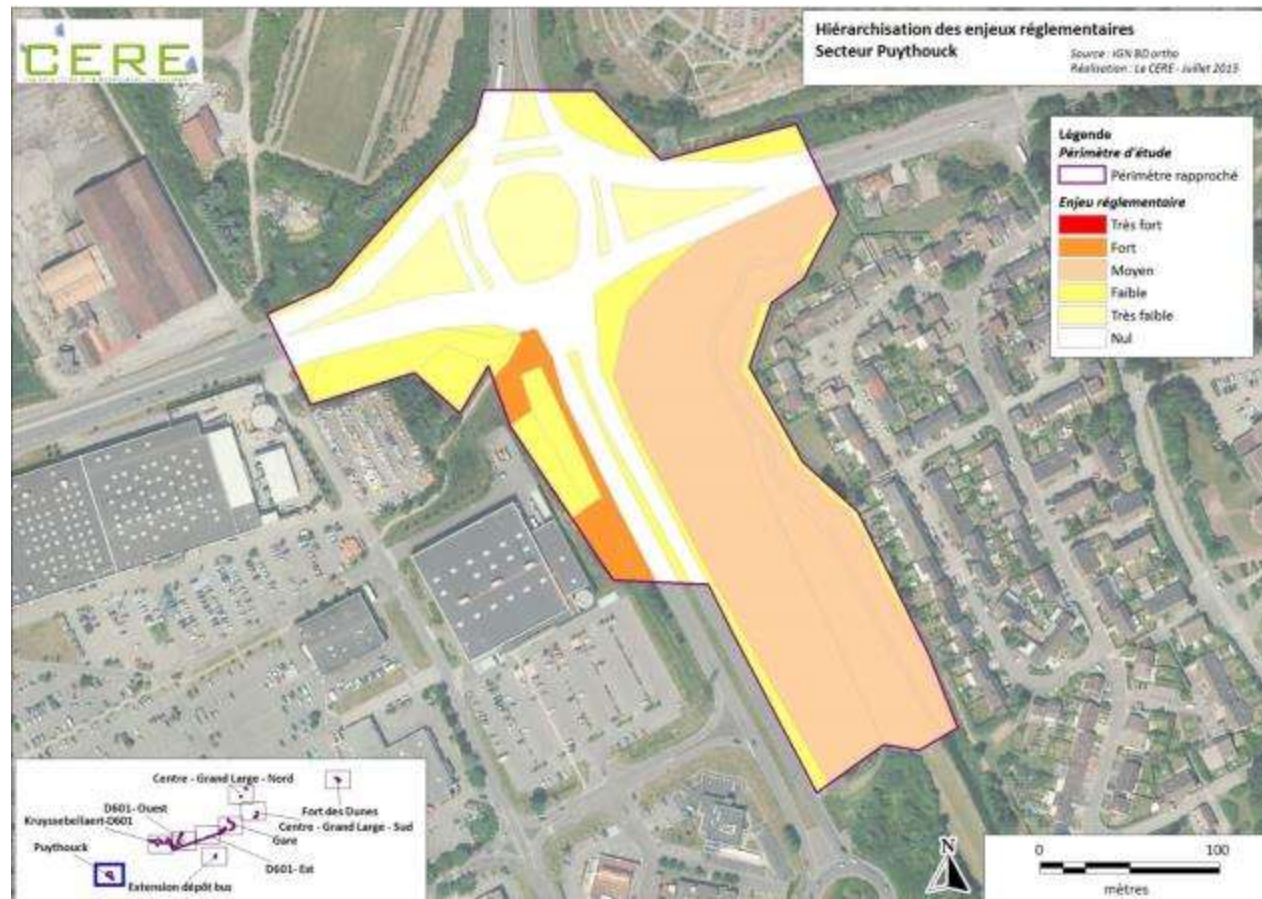 CERE
Hiérarchisation des enjeux réglementaires
Secteur Puythouck
Source : IGN BD ortho
Réalisation : Le CERE - Juillet 2015
Légende
Périmètre d'étude
Périmètre rapproché
Enjeu réglementaire
Très fort
Fort
Moyen
Faible
Très faible
Nul
Centre - Grand Large - Nord
D601- Ouest
Fort des Dunes
Kruyssebellaert-D601
Centre - Grand Large - Sud
Gare
Puythouck
D601- Est
Extension dépôt bus
N
0
100
mètres